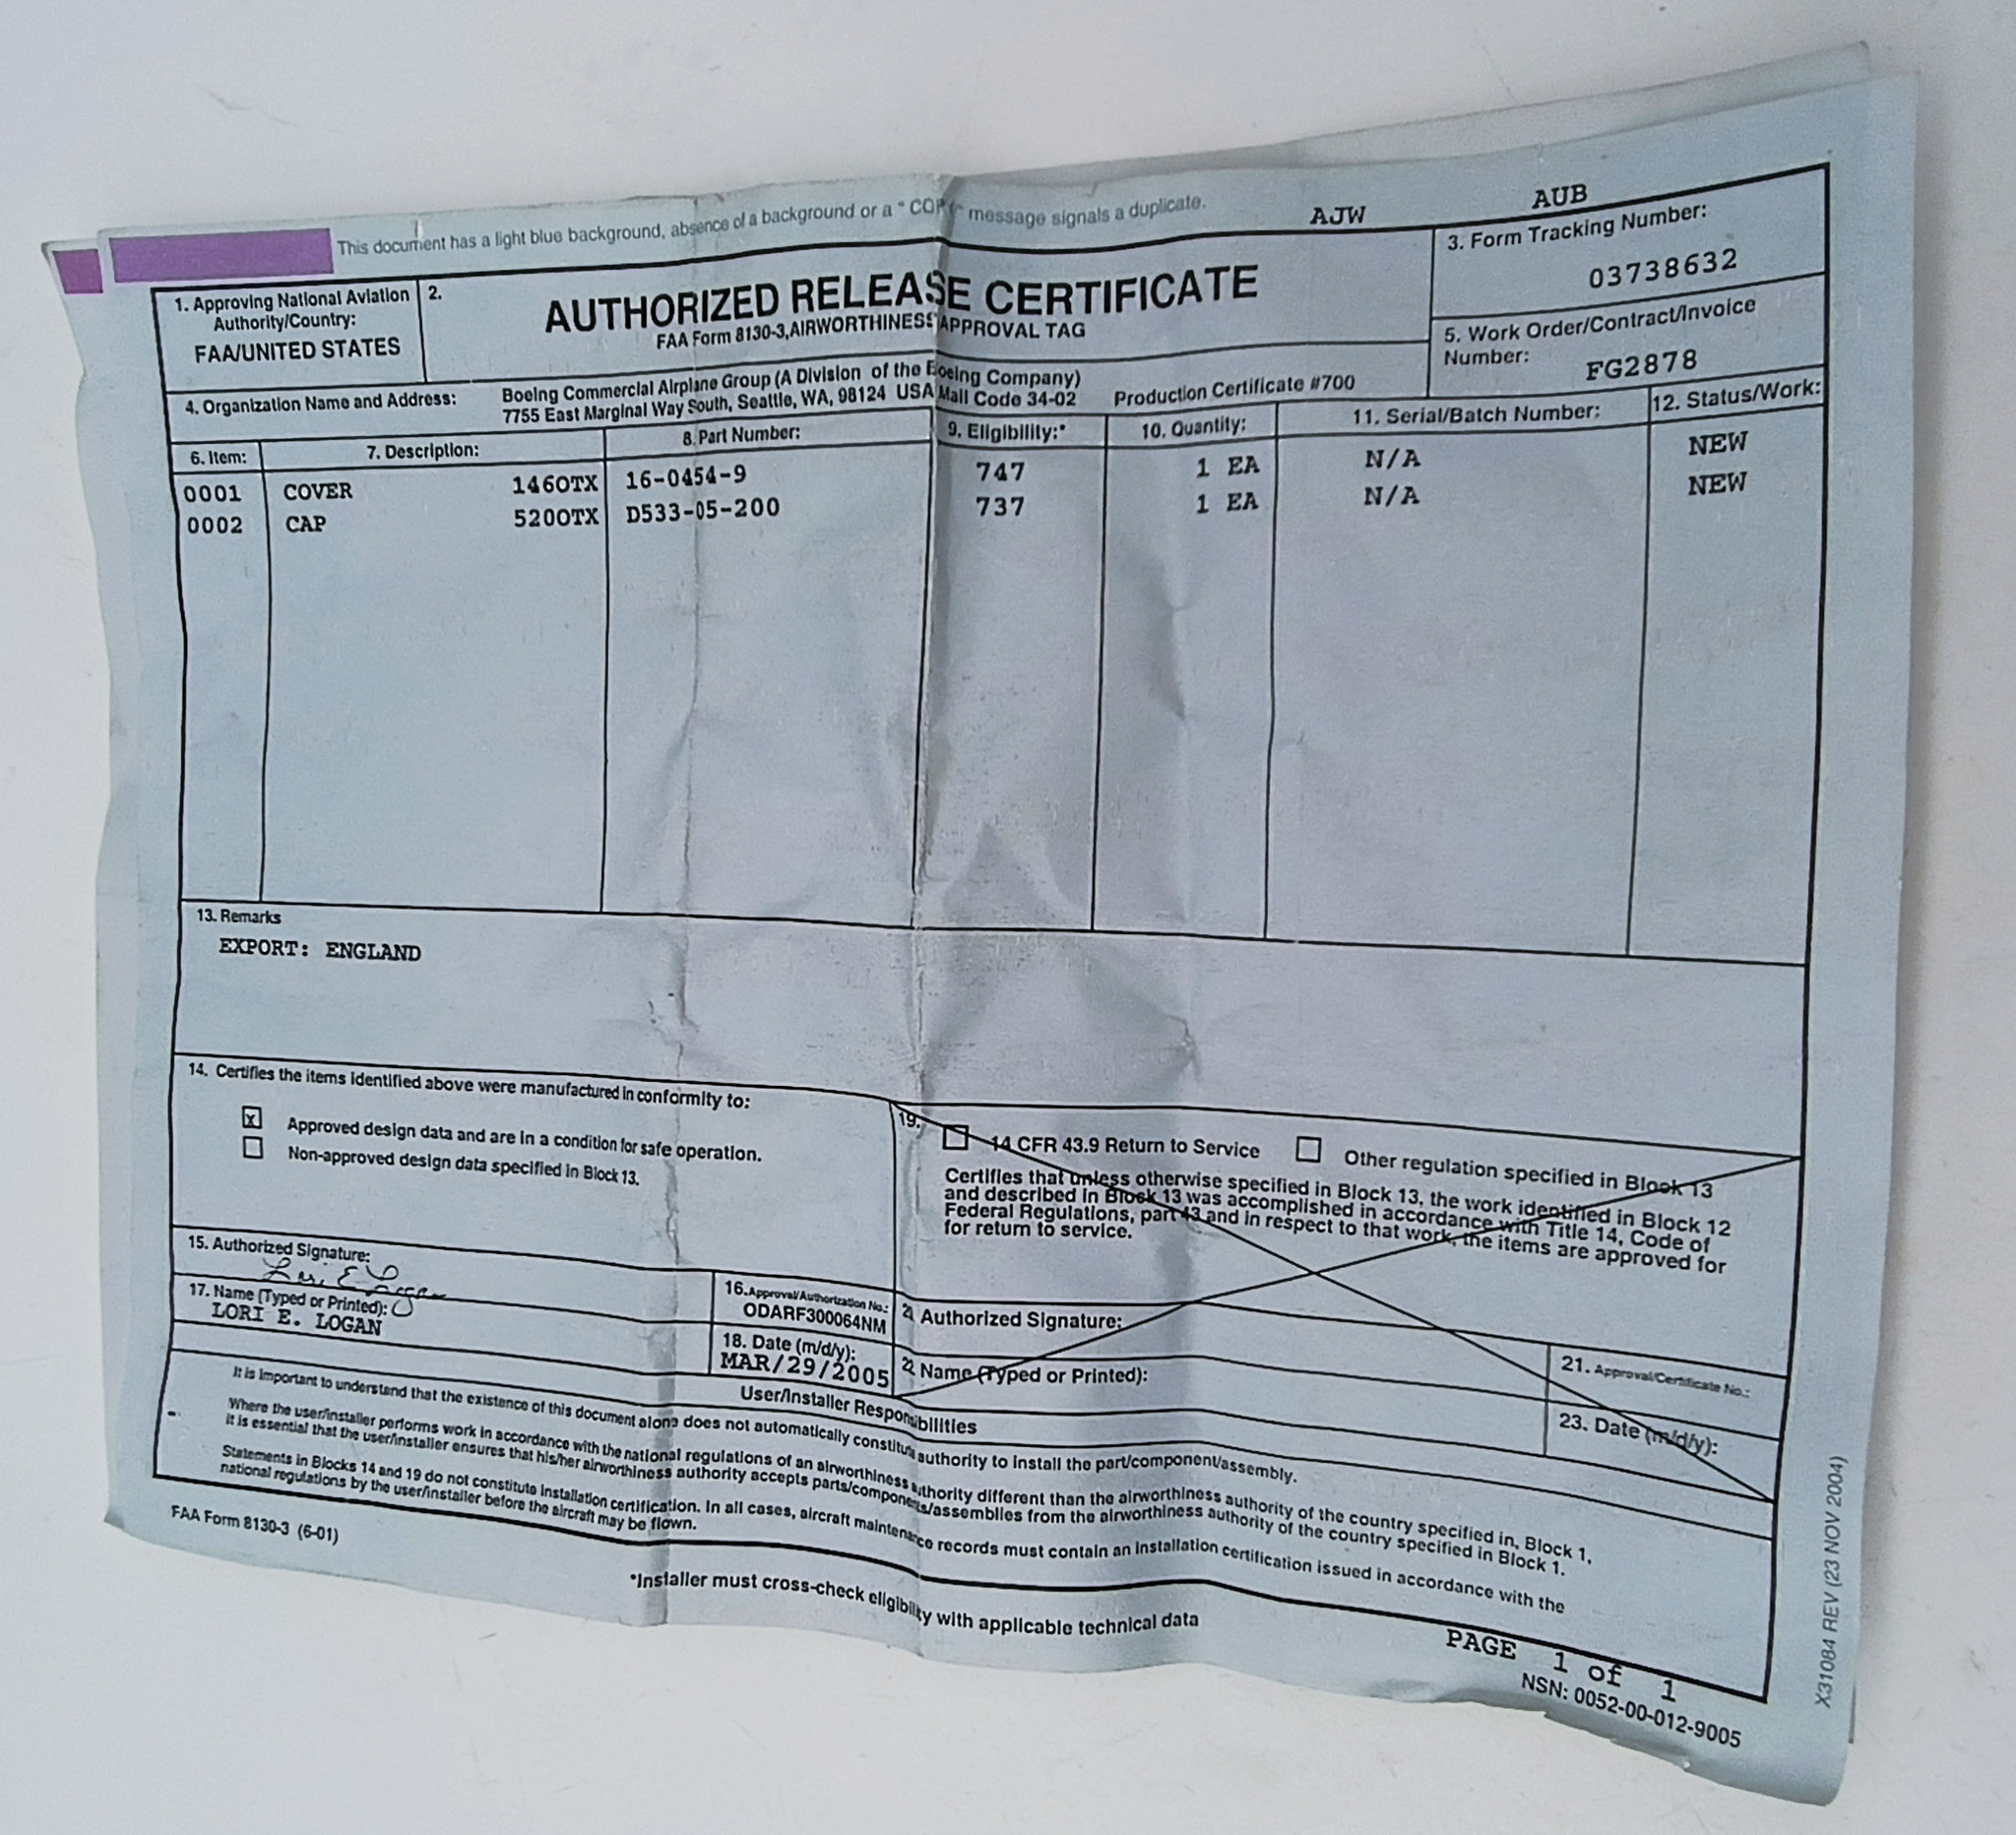 This document has a light blue background, absence of a background or a " COPY" message signals a duplicate.
AJW
AUB
1. Approving National Aviation
Authority/Country:
FAA/UNITED STATES
2.
AUTHORIZED RELEASE CERTIFICATE
FAA Form 8130-3,AIRWORTHINESS APPROVAL TAG
3. Form Tracking Number:
03738632
4. Organization Name and Address:
Boeing Commercial Airplane Group (A Division of the Boeing Company)
7755 East Marginal Way South, Seattle, WA, 98124 USA Mail Code 34-02
Production Certificate #700
5. Work Order/Contract/Invoice
Number:
FG2878
6. Item: 7. Description: 8. Part Number: 9. Eligibility:* 10. Quantity: 11. Serial/Batch Number: 12. Status/Work:
0001 COVER 146OTX 16-0454-9 747 1 EA N/A NEW
0002 CAP 520OTX D533-05-200 737 1 EA N/A NEW
13. Remarks
EXPORT: ENGLAND
14. Certifies the items identified above were manufactured in conformity to:
x Approved design data and are in a condition for safe operation.
Non-approved design data specified in Block 13.
15. Authorized Signature:
Lori E Logan
16. Approval/Authorization No.:
ODARF300064NM
17. Name (Typed or Printed):
LORI E. LOGAN
18. Date (m/d/y):
MAR/29/2005
19.
14 CFR 43.9 Return to Service
Other regulation specified in Block 13
Certifies that unless otherwise specified in Block 13, the work identified in Block 12
and described in Block 13 was accomplished in accordance with Title 14, Code of
Federal Regulations, part 43 and in respect to that work, the items are approved for
for return to service.
2 Authorized Signature:
21. Approval/Certificate No.:
22 Name (Typed or Printed):
23. Date (m/d/y):
User/Installer Responsibilities
It is important to understand that the existence of this document alone does not automatically constitute authority to install the part/component/assembly.
Where the user/installer performs work in accordance with the national regulations of an airworthiness authority different than the airworthiness authority of the country specified in, Block 1,
it is essential that the user/installer ensures that his/her airworthiness authority accepts parts/components/assemblies from the airworthiness authority of the country specified in Block 1.
Statements in Blocks 14 and 19 do not constitute installation certification. In all cases, aircraft maintenance records must contain an installation certification issued in accordance with the
national regulations by the user/installer before the aircraft may be flown.
FAA Form 8130-3 (6-01)
*Installer must cross-check eligibility with applicable technical data
PAGE 1 of 1
NSN: 0052-00-012-9005
X31084 REV (23 NOV 2004)